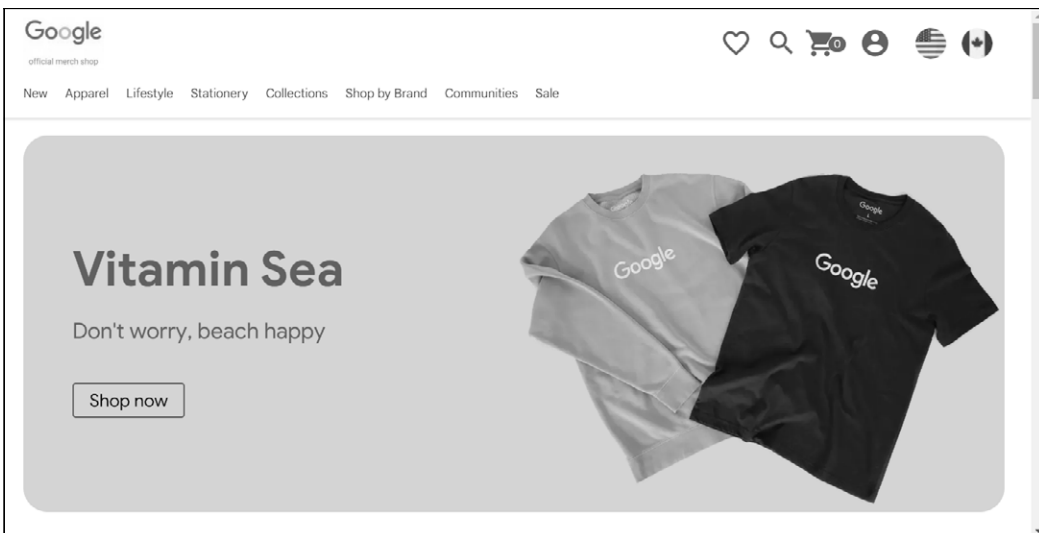 Google
official merch shop
0
New Apparel Lifestyle Stationery Collections Shop by Brand Communities Sale
Vitamin Sea
Don't worry, beach happy
Shop now
Google
Google
Google